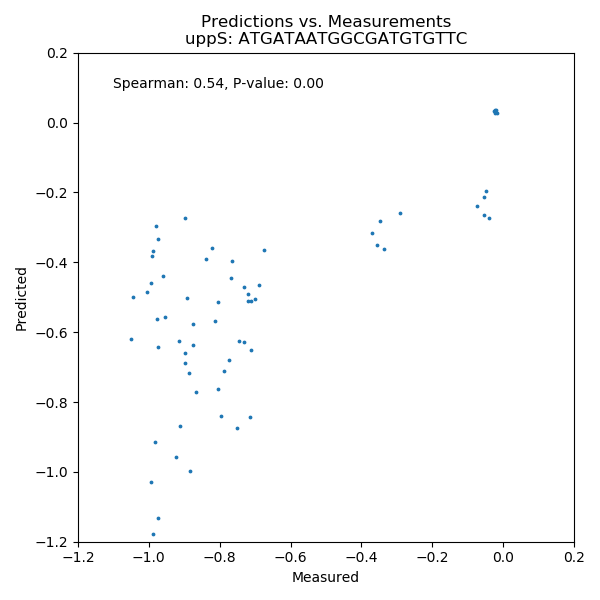 Predictions vs. Measurements
uppS: ATGATAATGGCGATGTGTTC
Spearman: 0.54, P-value: 0.00
0.2
0.0
−0.2
−0.4
−0.6
−0.8
−1.0
−1.2
Predicted
−1.2 −1.0 −0.8 −0.6 −0.4 −0.2 0.0 0.2
Measured